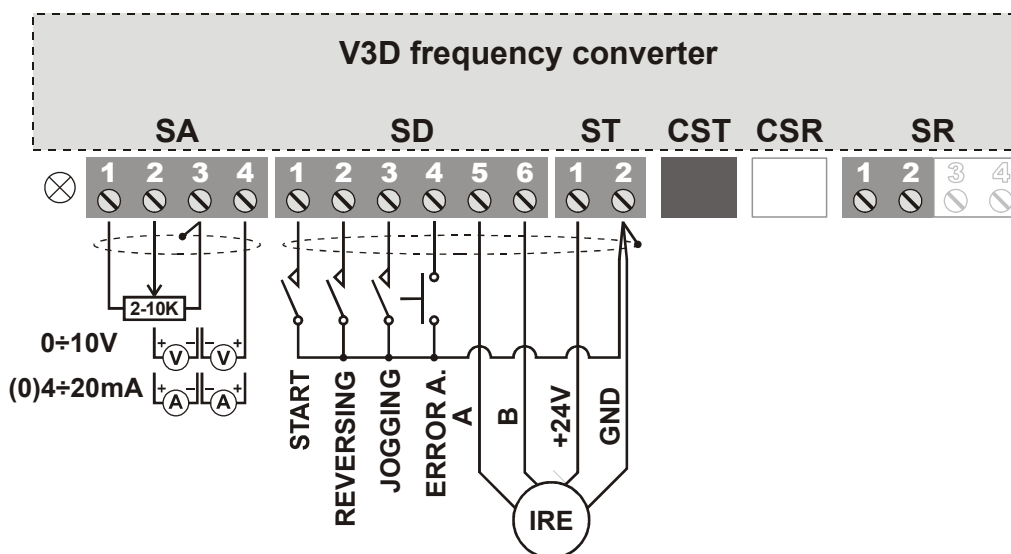 V3D frequency converter
SA SD ST CST CSR SR
1 2 3 4 1 2 3 4 5 6 1 2 1 2 3 4
2-10K
0÷10V
+ - - +
V V
(0)4÷20mA
+ - - +
A A
START
REVERSING
JOGGING
ERROR A.
A
B
+24V
GND
IRE